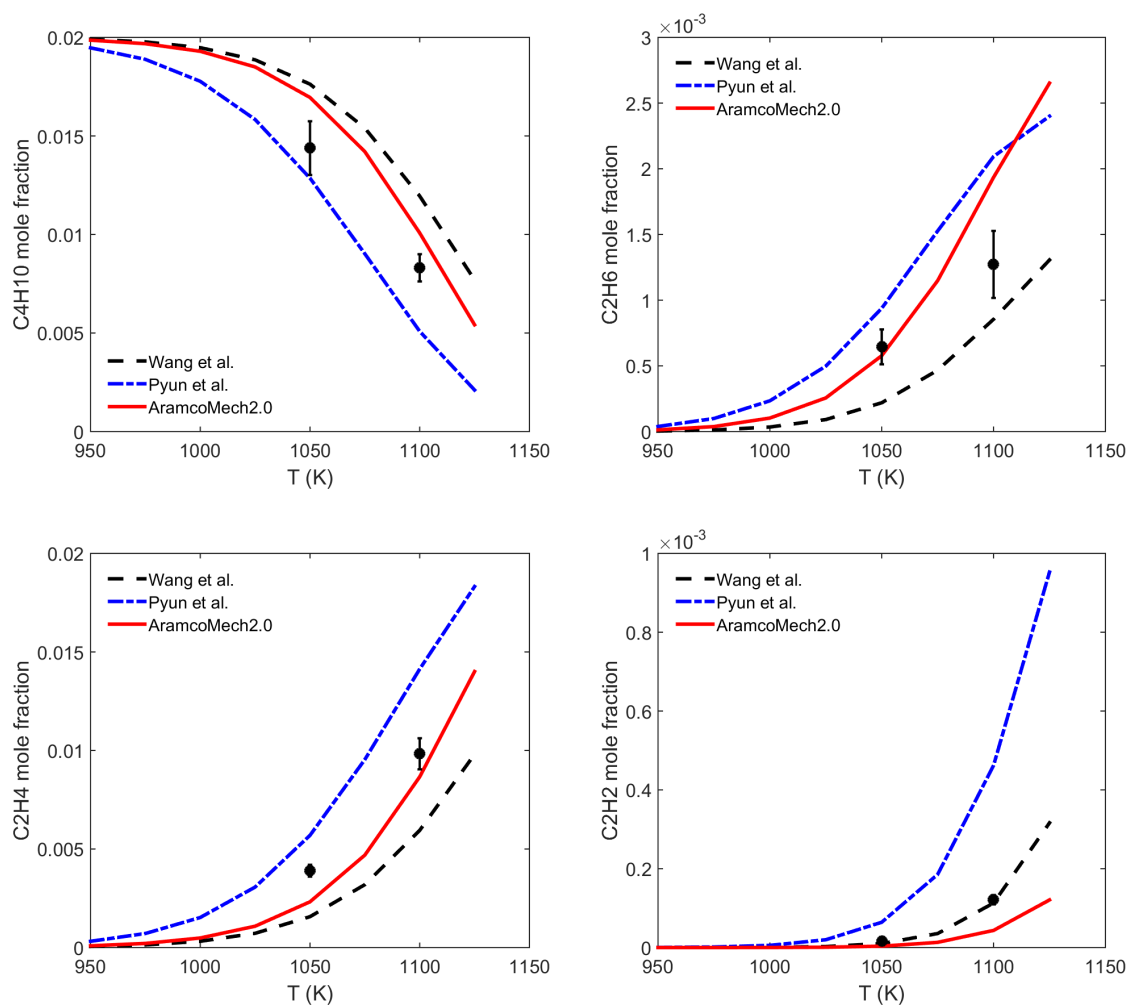 0.02
0.015
0.01
0.005
0
C4H10 mole fraction
Wang et al.
Pyun et al.
AramcoMech2.0
950 1000 1050 1100 1150
T (K)
×10-3
3
2.5
2
1.5
1
0.5
0
C2H6 mole fraction
Wang et al.
Pyun et al.
AramcoMech2.0
950 1000 1050 1100 1150
T (K)
0.02
0.015
0.01
0.005
0
C2H4 mole fraction
Wang et al.
Pyun et al.
AramcoMech2.0
950 1000 1050 1100 1150
T (K)
×10-3
1
0.8
0.6
0.4
0.2
0
C2H2 mole fraction
Wang et al.
Pyun et al.
AramcoMech2.0
950 1000 1050 1100 1150
T (K)